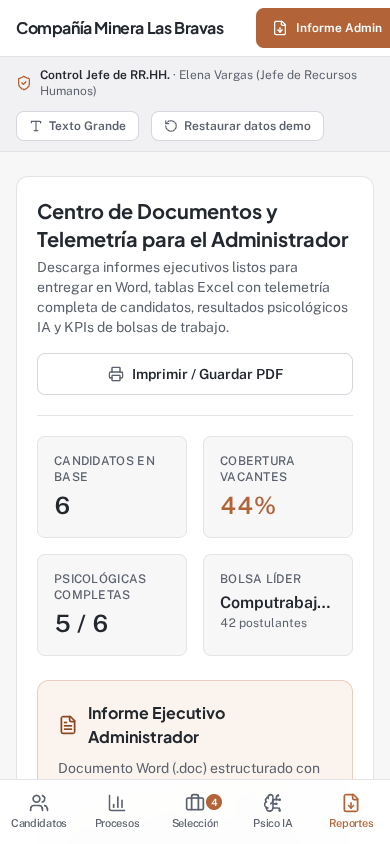 Compañía Minera Las Bravas
Informe Admin
Control Jefe de RR.HH. · Elena Vargas (Jefe de Recursos
Humanos)
Texto Grande
Restaurar datos demo
Centro de Documentos y
Telemetría para el Administrador
Descarga informes ejecutivos listos para
entregar en Word, tablas Excel con telemetría
completa de candidatos, resultados psicológicos
IA y KPIs de bolsas de trabajo.
Imprimir / Guardar PDF
CANDIDATOS EN
BASE
6
COBERTURA
VACANTES
44%
PSICOLÓGICAS
COMPLETAS
5 / 6
BOLSA LÍDER
Computrabaj...
42 postulantes
Informe Ejecutivo
Administrador
Documento Word (.doc) estructurado con
Candidatos
Procesos
4
Selección
Psico IA
Reportes